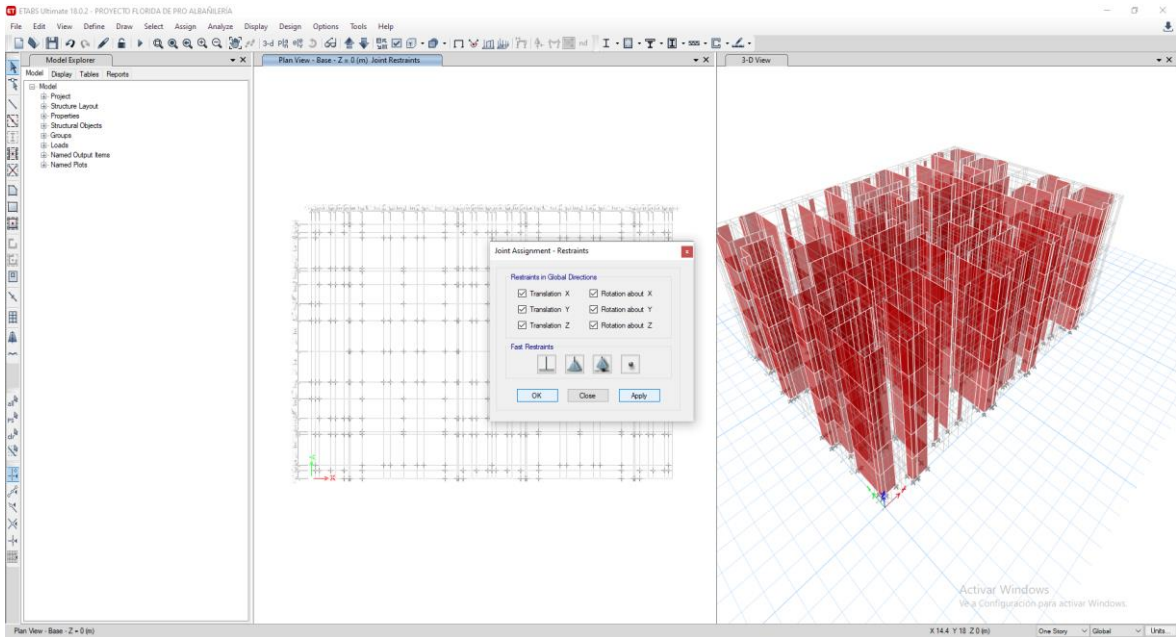 ETABS Ultimate 18.0.2 - PROYECTO FLORIDA DE PRO ALBAÑILERÍA
File Edit View Define Draw Select Assign Analyze Display Design Options Tools Help
Model Explorer
Plan View - Base - Z = 0 (m) Joint Restraints
3-D View
Model Display Tables Reports
Model
Project
Structure Layout
Properties
Structural Objects
Groups
Loads
Named Output Items
Named Plots
Joint Assignment - Restraints
Restraints in Global Directions
Translation X Rotation about X
Translation Y Rotation about Y
Translation Z Rotation about Z
Fast Restraints
OK Close Apply
Activar Windows
Ve a Configuración para activar Windows.
Plan View - Base - Z = 0 (m) X 14.4 Y 18 Z 0 (m) One Story Global Units...